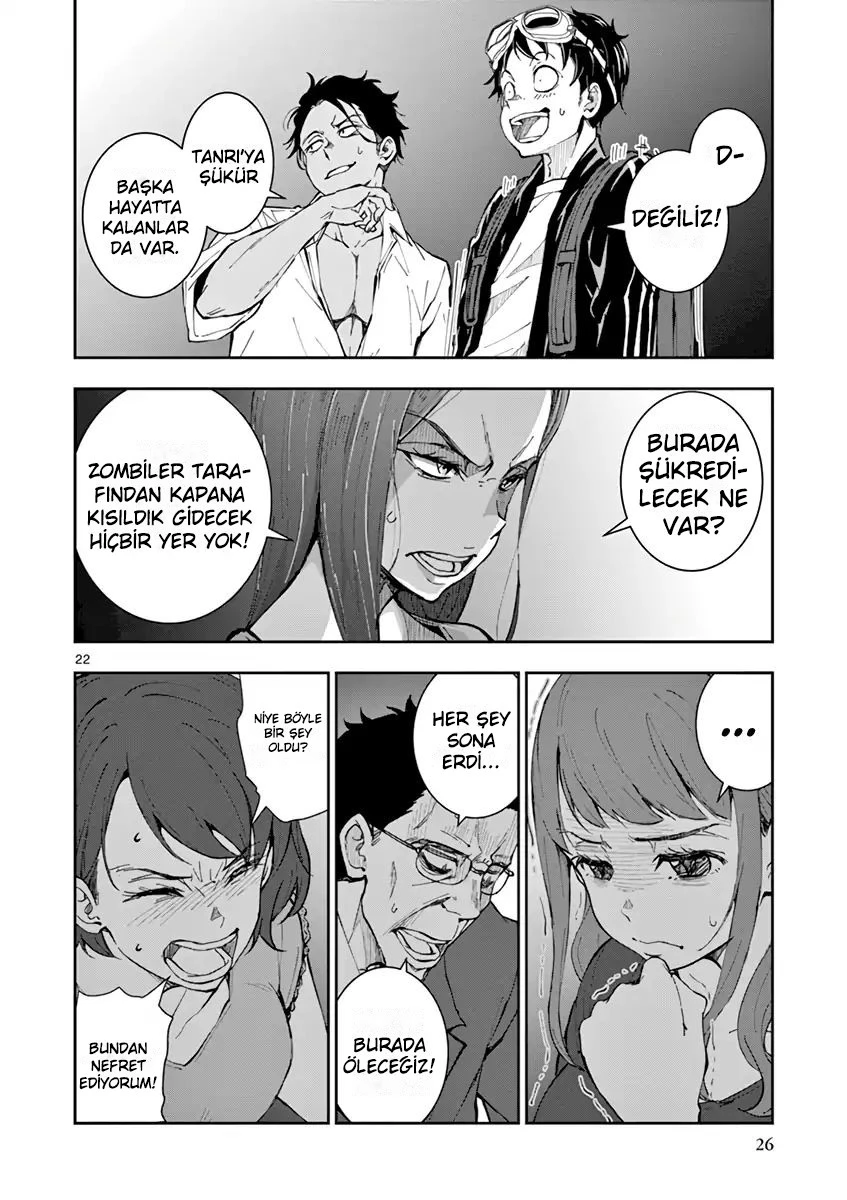 D-
DEĞİLİZ!
TANRI'YA
ŞÜKÜR
BAŞKA
HAYATTA
KALANLAR
DA VAR.
BURADA
ŞÜKREDİ-
LECEK NE
VAR?
ZOMBİLER TARA-
FINDAN KAPANA
KISILDIK GİDECEK
HİÇBİR YER YOK!
22
...
HER ŞEY
SONA
ERDİ...
BURADA
ÖLECEĞİZ!
NİYE BÖYLE
BİR ŞEY
OLDU?
BUNDAN
NEFRET
EDİYORUM!
26